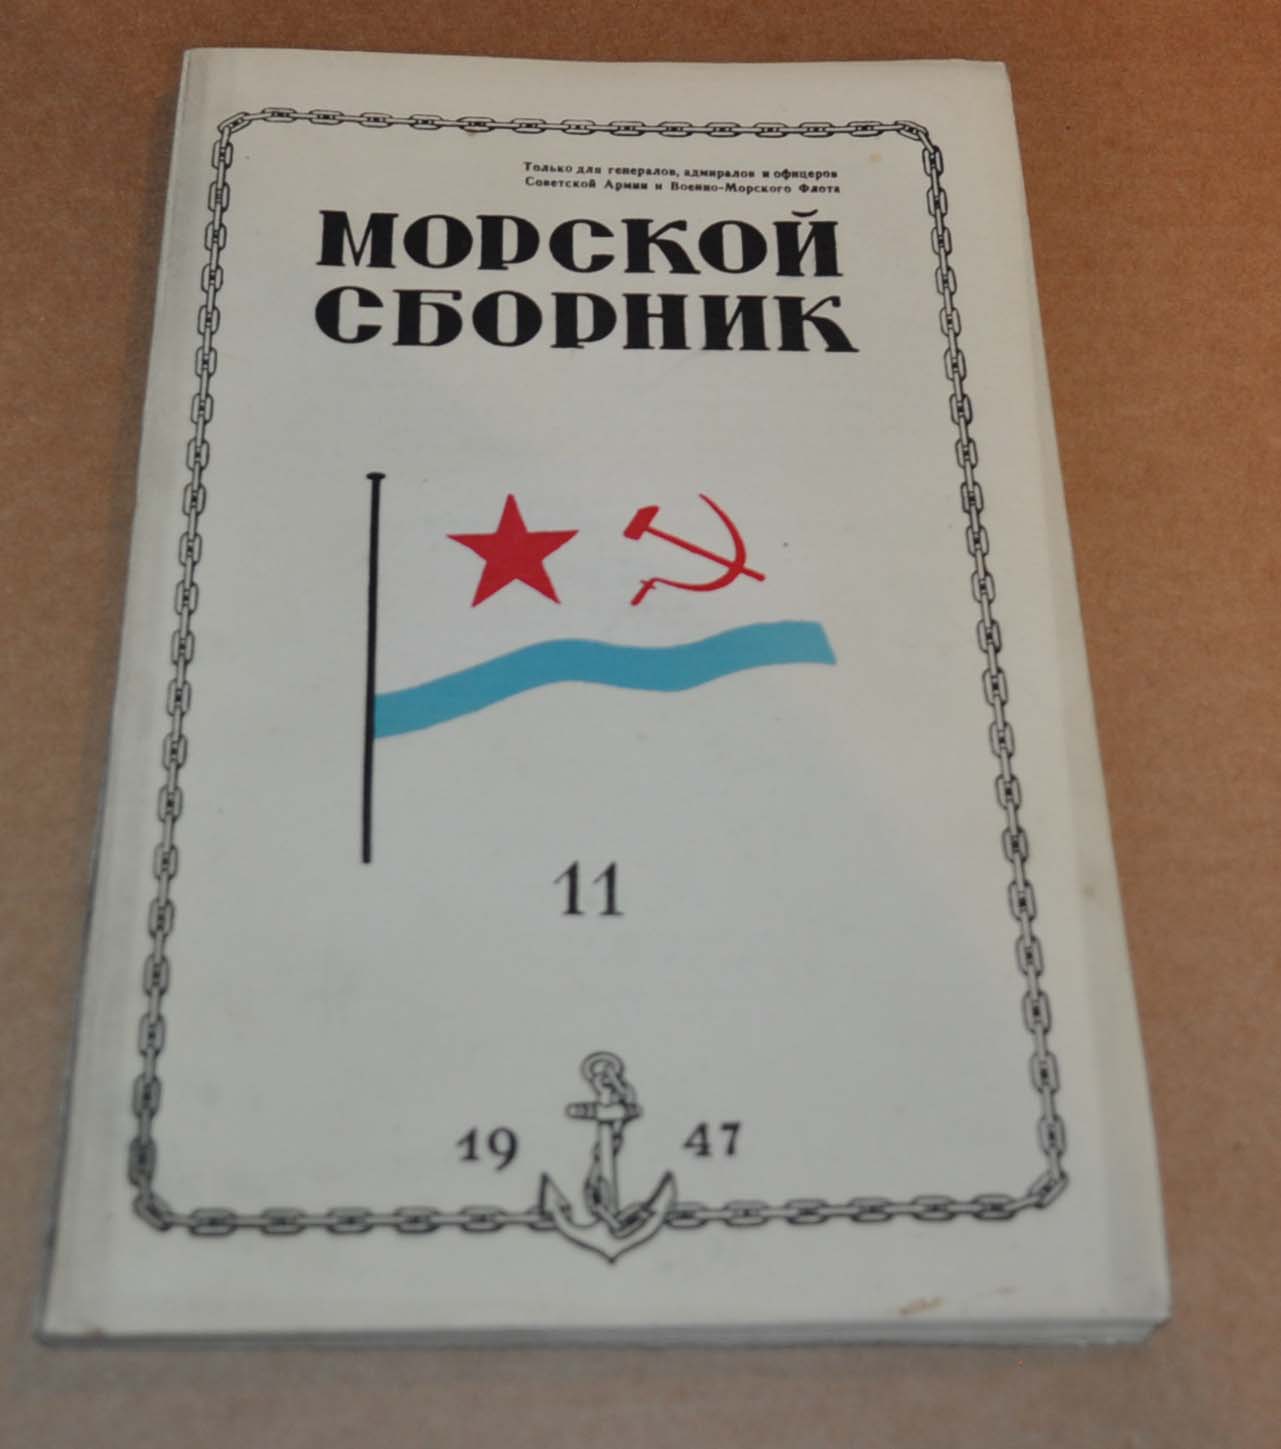 Только для генералов, адмиралов и офицеров
Советской Армии и Военно-Морского Флота
МОРСКОЙ
СБОРНИК
11
19 47